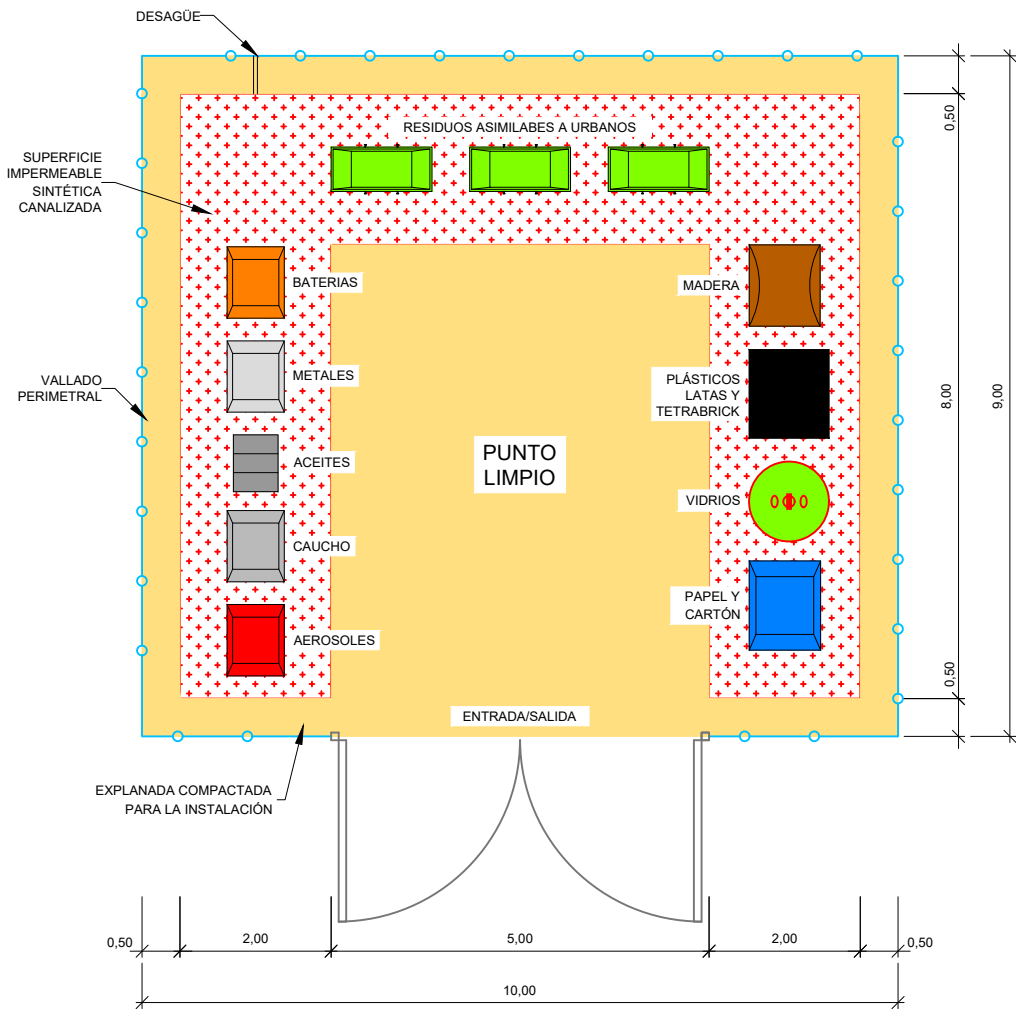 DESAGÜE
RESIDUOS ASIMILABES A URBANOS
SUPERFICIE
IMPERMEABLE
SINTÉTICA
CANALIZADA
0,50
BATERIAS
MADERA
METALES
PLÁSTICOS
LATAS Y
TETRABRICK
VALLADO
PERIMETRAL
8,00
9,00
ACEITES
PUNTO
LIMPIO
VIDRIOS
CAUCHO
PAPEL Y
CARTÓN
AEROSOLES
0,50
ENTRADA/SALIDA
EXPLANADA COMPACTADA
PARA LA INSTALACIÓN
0,50
2,00
5,00
2,00
0,50
10,00